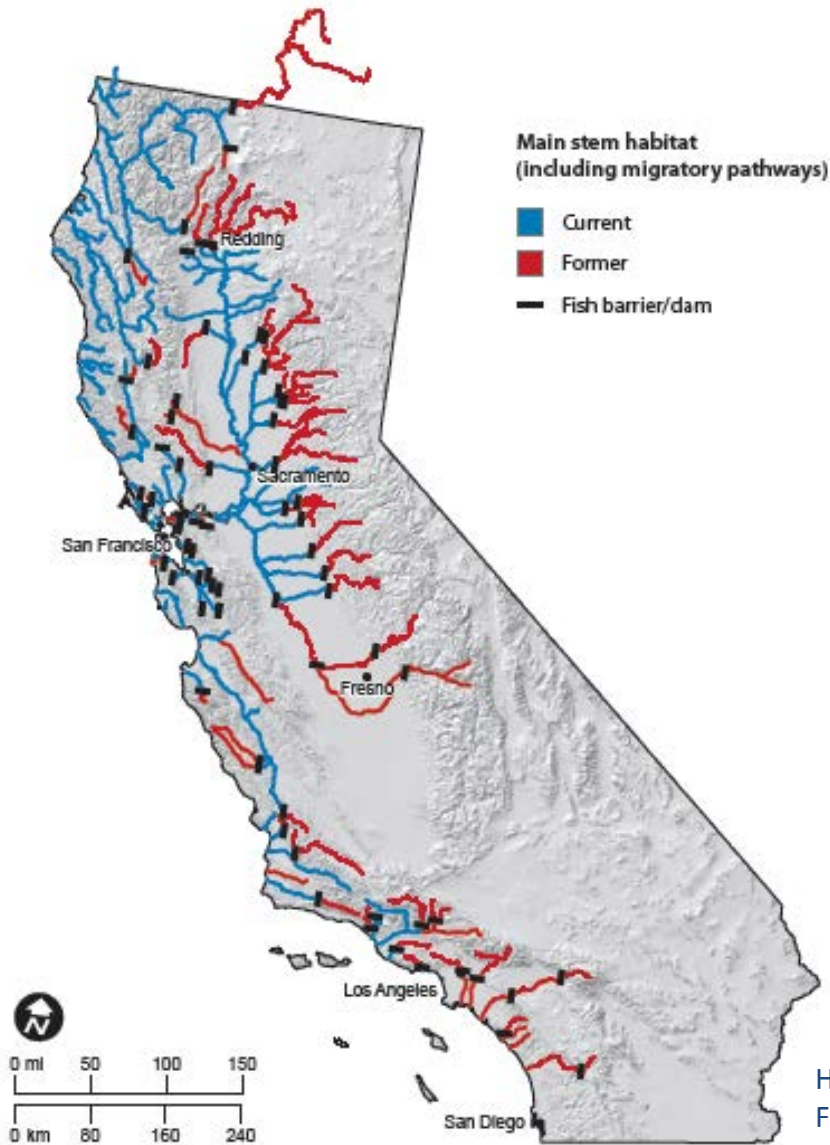 Main stem habitat
(including migratory pathways)
Current
Former
Fish barrier/dam
Redding
Sacramento
San Francisco
Fresno
Los Angeles
San Diego
N
0 mi 50 100 150
0 km 80 160 240
H
F